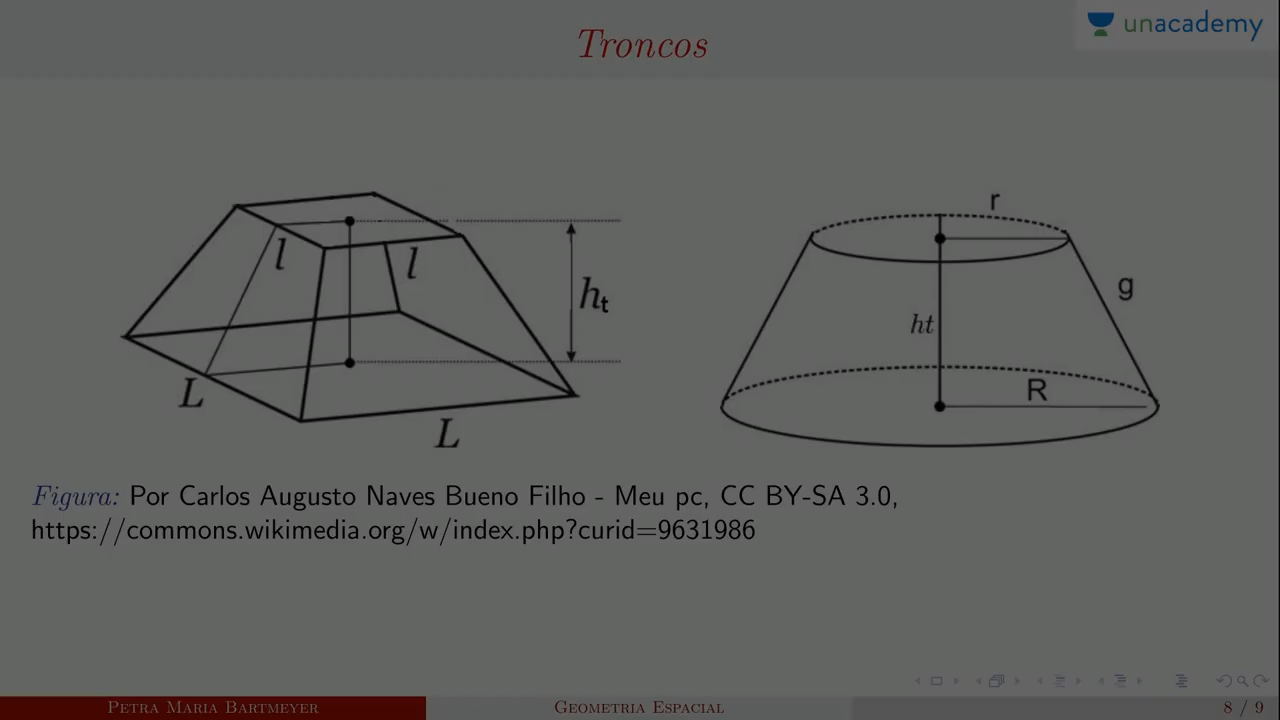 Troncos
unacademy
l
l
ht
L
L
r
g
ht
R
Figura: Por Carlos Augusto Naves Bueno Filho - Meu pc, CC BY-SA 3.0,
https://commons.wikimedia.org/w/index.php?curid=9631986
Petra Maria Bartmeyer
Geometria Espacial
8 / 9